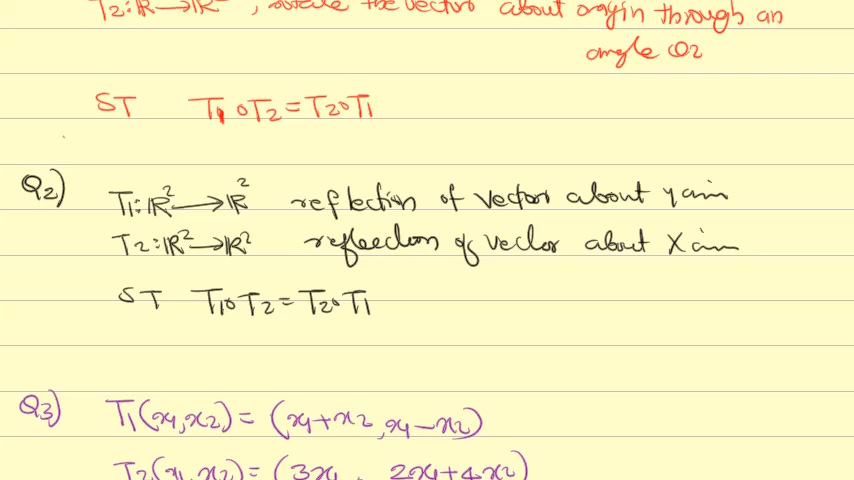 T2:ℝ→ℝ², rotate the vectors about origin through an
angle θ2
ST T1∘T2=T2∘T1
Q2) T1:ℝ²→ℝ² reflection of vector about y axis
T2:ℝ²→ℝ² reflection of vector about X axis
ST T1∘T2=T2∘T1
Q3) T1(x1,x2)=(x1+x2,x1-x2)
T2(x1,x2)=(3x1, 2x1+4x2)